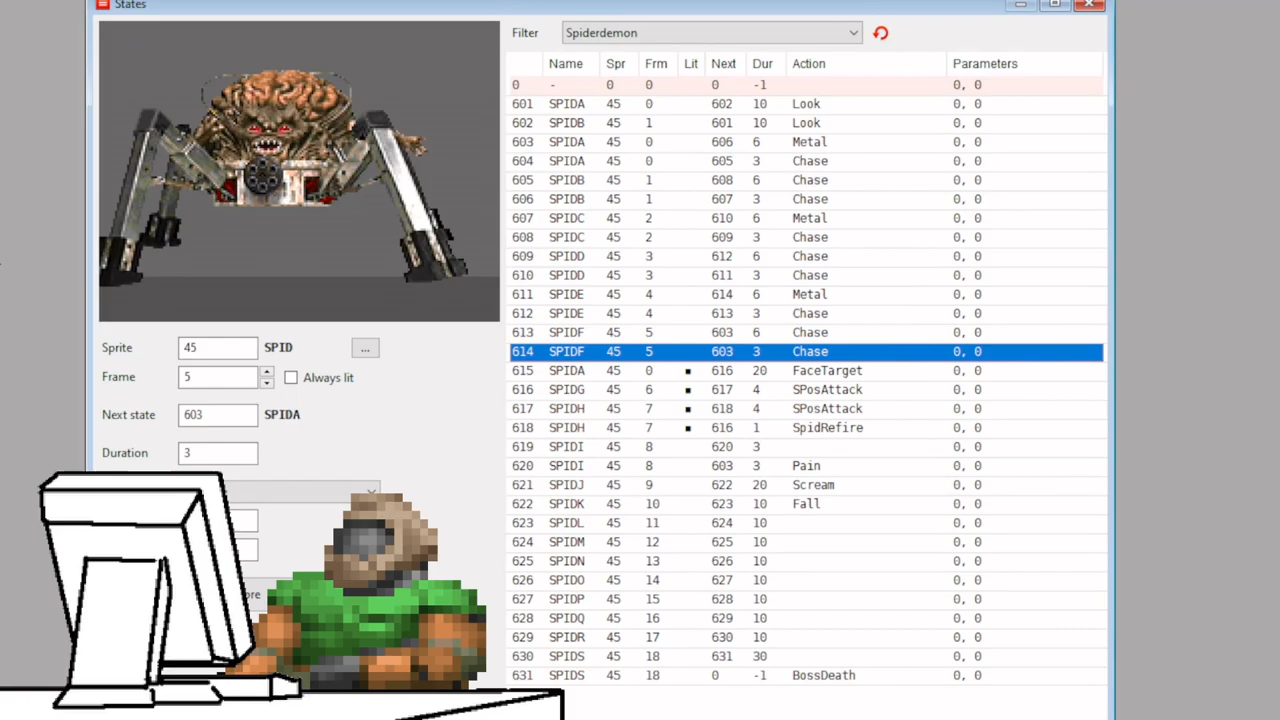 States
Filter Spiderdemon
Name Spr Frm Lit Next Dur Action Parameters
0 - 0 0 0 -1 0, 0
601 SPIDA 45 0 602 10 Look 0, 0
602 SPIDB 45 1 601 10 Look 0, 0
603 SPIDA 45 0 606 6 Metal 0, 0
604 SPIDA 45 0 605 3 Chase 0, 0
605 SPIDB 45 1 608 6 Chase 0, 0
606 SPIDB 45 1 607 3 Chase 0, 0
607 SPIDC 45 2 610 6 Metal 0, 0
608 SPIDC 45 2 609 3 Chase 0, 0
609 SPIDD 45 3 612 6 Chase 0, 0
610 SPIDD 45 3 611 3 Chase 0, 0
611 SPIDE 45 4 614 6 Metal 0, 0
612 SPIDE 45 4 613 3 Chase 0, 0
613 SPIDF 45 5 603 6 Chase 0, 0
614 SPIDF 45 5 603 3 Chase 0, 0
615 SPIDA 45 0 ▪ 616 20 FaceTarget 0, 0
616 SPIDG 45 6 ▪ 617 4 SPosAttack 0, 0
617 SPIDH 45 7 ▪ 618 4 SPosAttack 0, 0
618 SPIDH 45 7 ▪ 616 1 SpidRefire 0, 0
619 SPIDI 45 8 620 3 0, 0
620 SPIDI 45 8 603 3 Pain 0, 0
621 SPIDJ 45 9 622 20 Scream 0, 0
622 SPIDK 45 10 623 10 Fall 0, 0
623 SPIDL 45 11 624 10 0, 0
624 SPIDM 45 12 625 10 0, 0
625 SPIDN 45 13 626 10 0, 0
626 SPIDO 45 14 627 10 0, 0
627 SPIDP 45 15 628 10 0, 0
628 SPIDQ 45 16 629 10 0, 0
629 SPIDR 45 17 630 10 0, 0
630 SPIDS 45 18 631 30 0, 0
631 SPIDS 45 18 0 -1 BossDeath 0, 0
Sprite 45 SPID ...
Frame 5 Always lit
Next state 603 SPIDA
Duration 3
ore